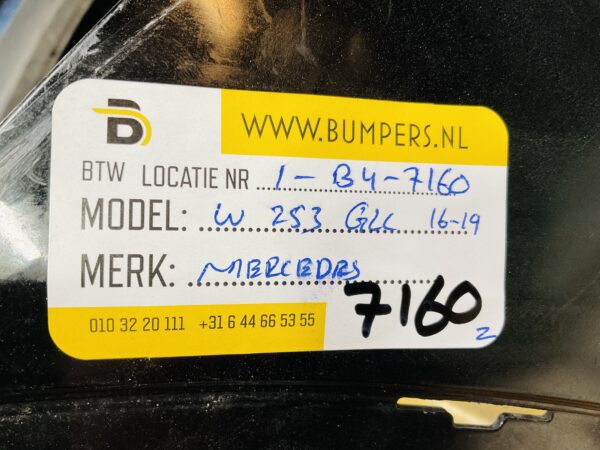 B
WWW.BUMPERS.NL
BTW LOCATIE NR 1-B4-7160
MODEL: W 253 GLC 16-19
MERK: MERCEDES
7160
2
010 32 20 111 +31 6 44 66 53 55